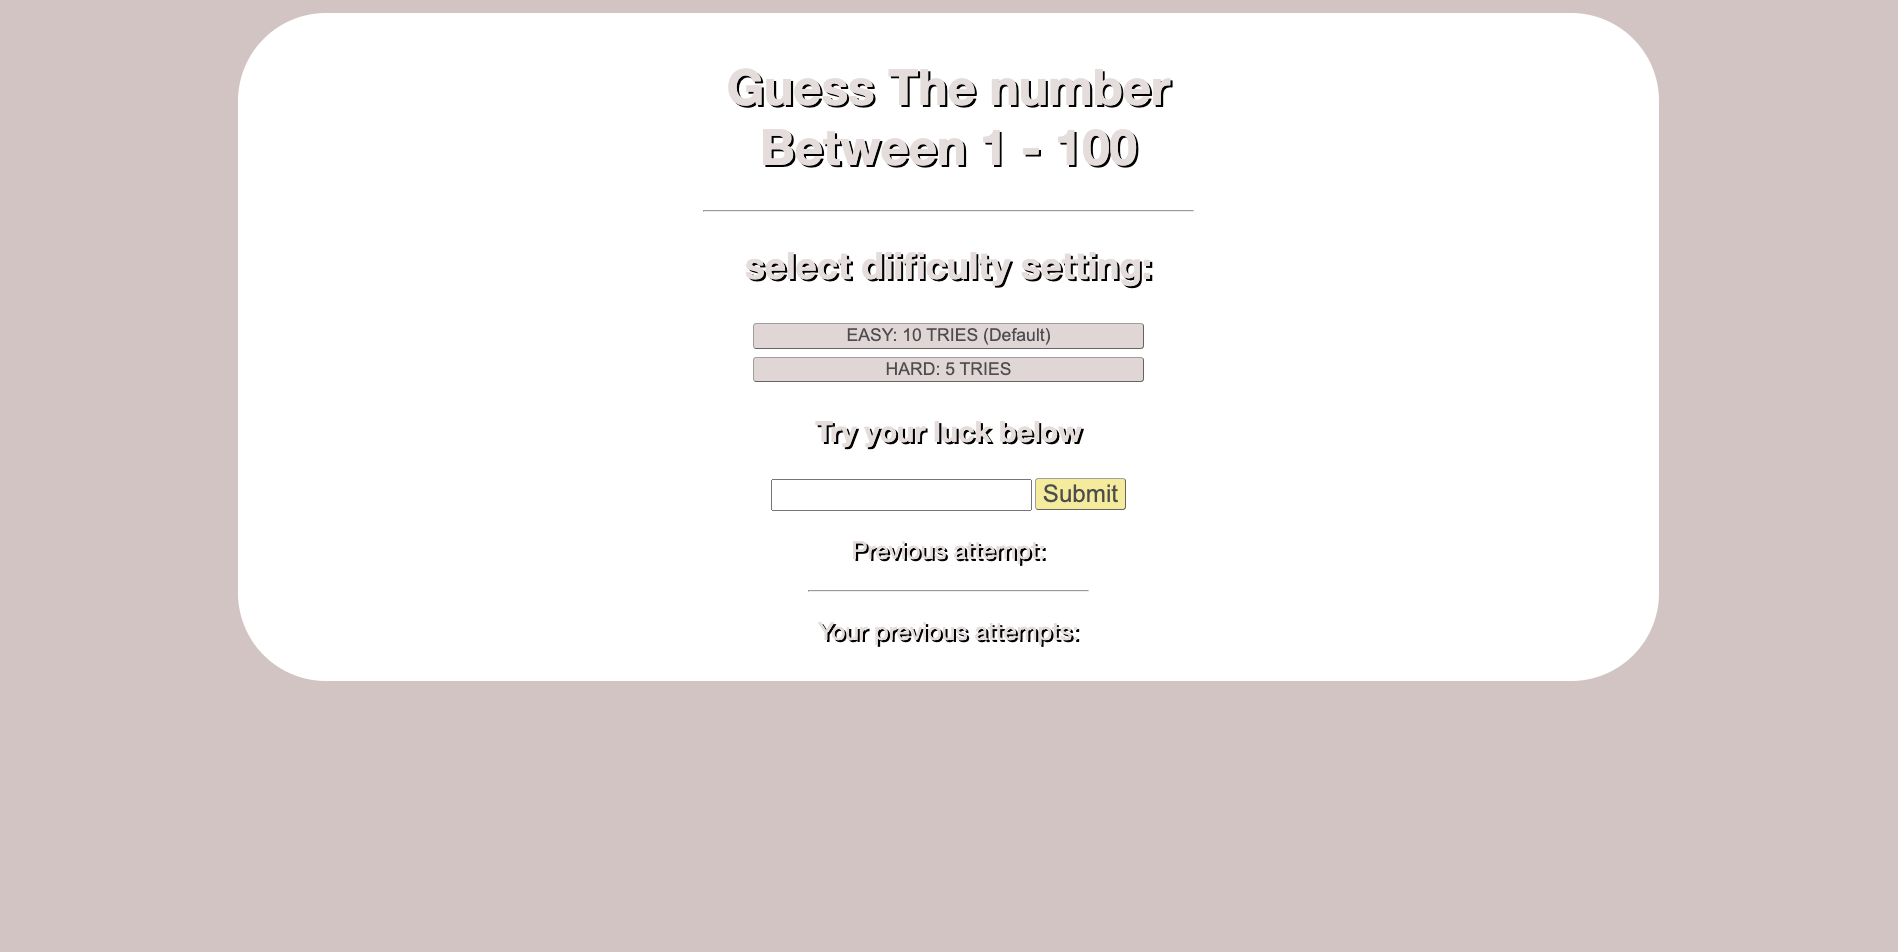 Guess The number
Between 1 - 100
select diificulty setting:
EASY: 10 TRIES (Default)
HARD: 5 TRIES
Try your luck below
Submit
Previous attempt:
Your previous attempts: